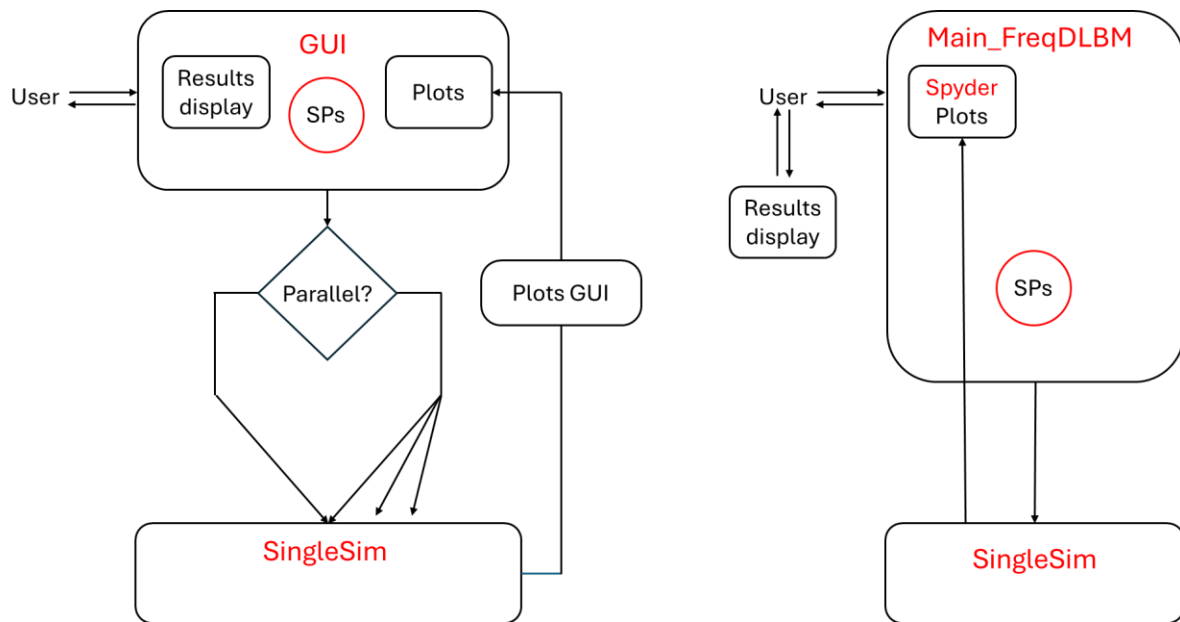 GUI
User
Results
display
SPs
Plots
Parallel?
Plots GUI
SingleSim
Main_FreqDLBM
User
Spyder
Plots
Results
display
SPs
SingleSim